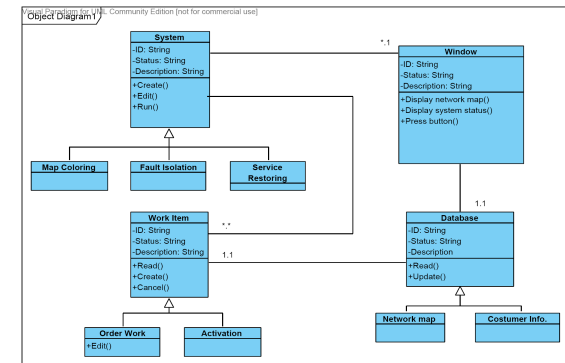 Visual Paradigm for UML Community Edition [not for commercial use]
Object Diagram1
System
-ID: String
-Status: String
-Description: String
+Create()
+Edit()
+Run()
*.1
Window
-ID: String
-Status: String
-Description: String
+Display network map()
+Display system status()
+Press button()
Map Coloring
Fault Isolation
Service
Restoring
1.1
Work Item
-ID: String
-Status: String
-Description: String
+Read()
+Create()
+Cancel()
*.*
1.1
Database
-ID: String
-Status: String
-Description
+Read()
+Update()
Order Work
+Edit()
Activation
Network map
Costumer Info.